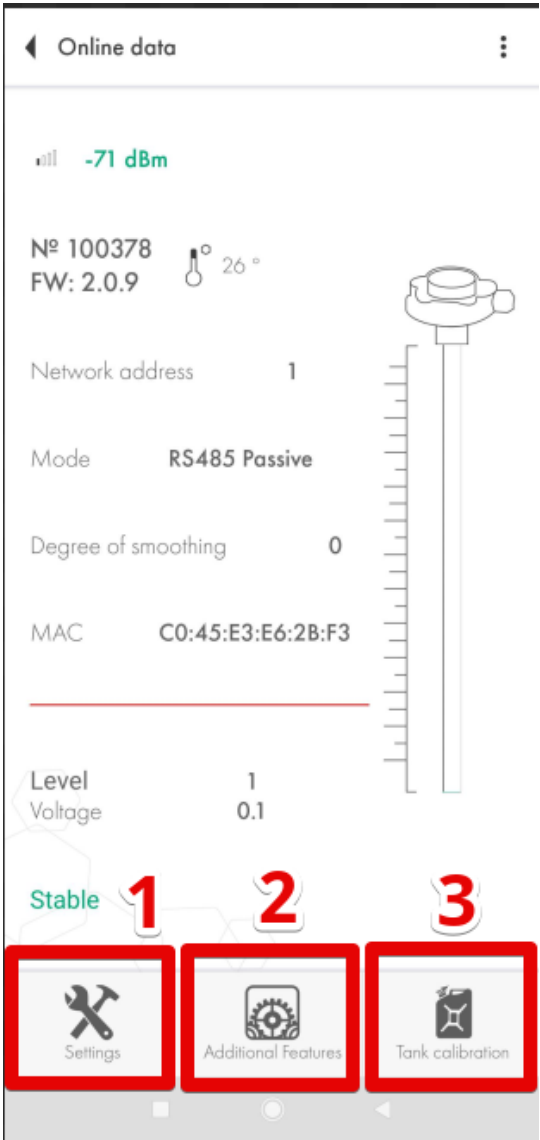 Online data
-71 dBm
№ 100378
FW: 2.0.9
26 °
Network address 1
Mode RS485 Passive
Degree of smoothing 0
MAC C0:45:E3:E6:2B:F3
Level 1
Voltage 0.1
Stable
1 2 3
Settings Additional Features Tank calibration